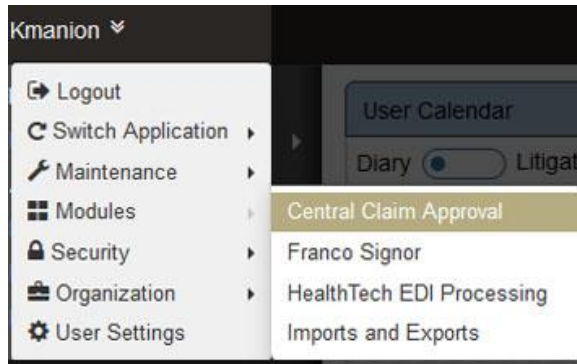 Kmanion
Logout
Switch Application
Maintenance
Modules
Security
Organization
User Settings
User Calendar
Diary Litigat
Central Claim Approval
Franco Signor
HealthTech EDI Processing
Imports and Exports